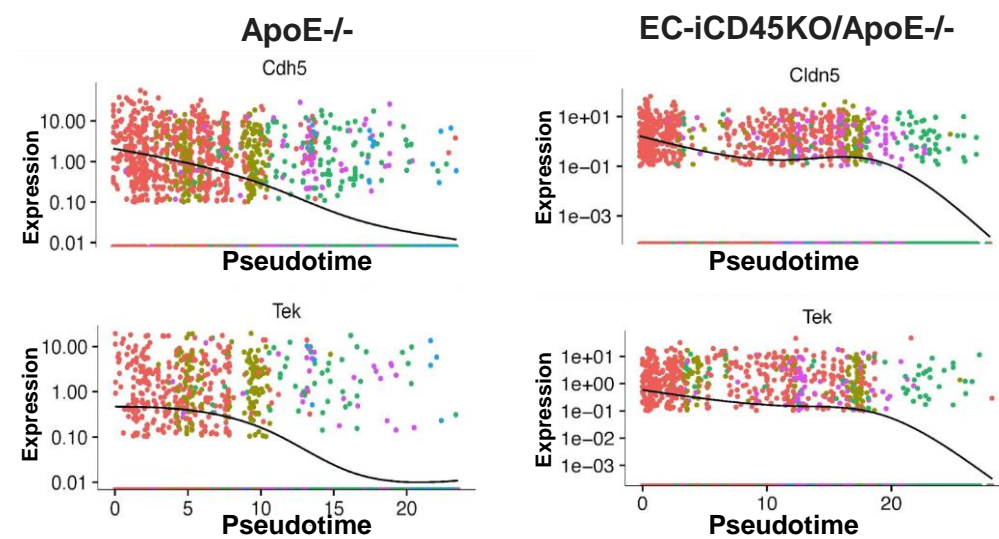 ApoE-/-
EC-iCD45KO/ApoE-/-
Cdh5
Expression
10.00
1.00
0.10
0.01
Pseudotime
Cldn5
Expression
1e+01
1e−01
1e−03
Pseudotime
Tek
Expression
10.00
1.00
0.10
0.01
0 5 10 15 20
Pseudotime
Tek
Expression
1e+01
1e+00
1e−01
1e−02
1e−03
0 10 20
Pseudotime